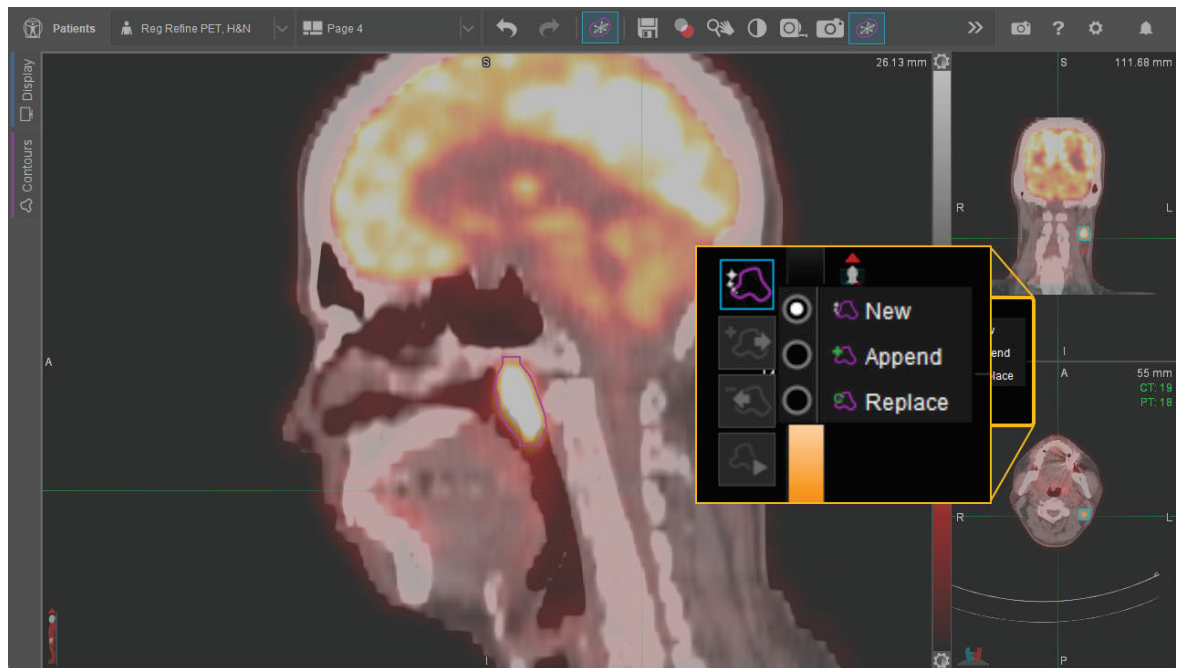 Patients
Reg Refine PET, H&N
Page 4
?
Display
Contours
S
26.13 mm
A
I
S
111.68 mm
R
L
I
New
Append
Replace
end
lace
A
55 mm
CT: 19
PT: 18
R
L
P